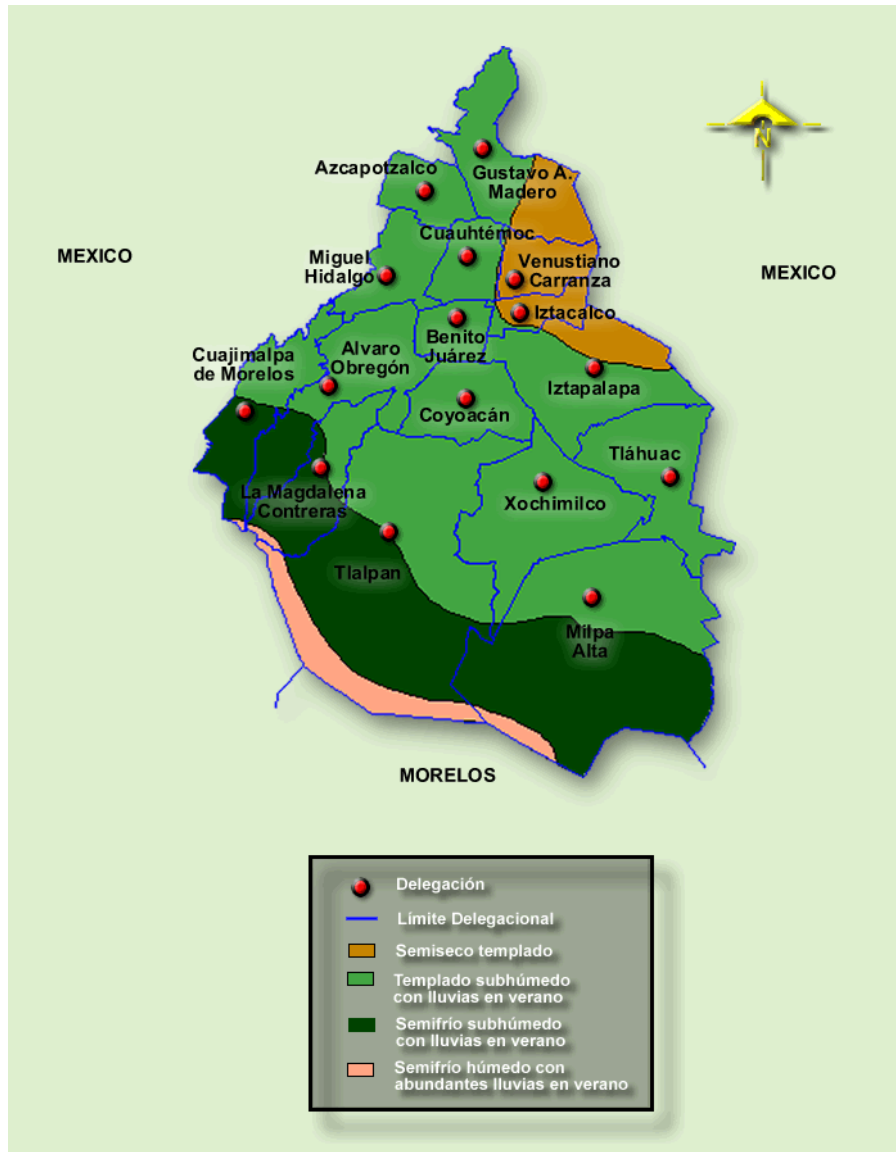 Azcapotzalco
Gustavo A.
Madero
N
Cuauhtémoc
MEXICO
Miguel
Hidalgo
Venustiano
Carranza
MEXICO
Iztacalco
Benito
Juárez
Alvaro
Obregón
Cuajimalpa
de Morelos
Iztapalapa
Coyoacán
Tláhuac
La Magdalena
Contreras
Xochimilco
Tlalpan
Milpa
Alta
MORELOS
Delegación
Límite Delegacional
Semiseco templado
Templado subhúmedo
con lluvias en verano
Semifrío subhúmedo
con lluvias en verano
Semifrío húmedo con
abundantes lluvias en verano